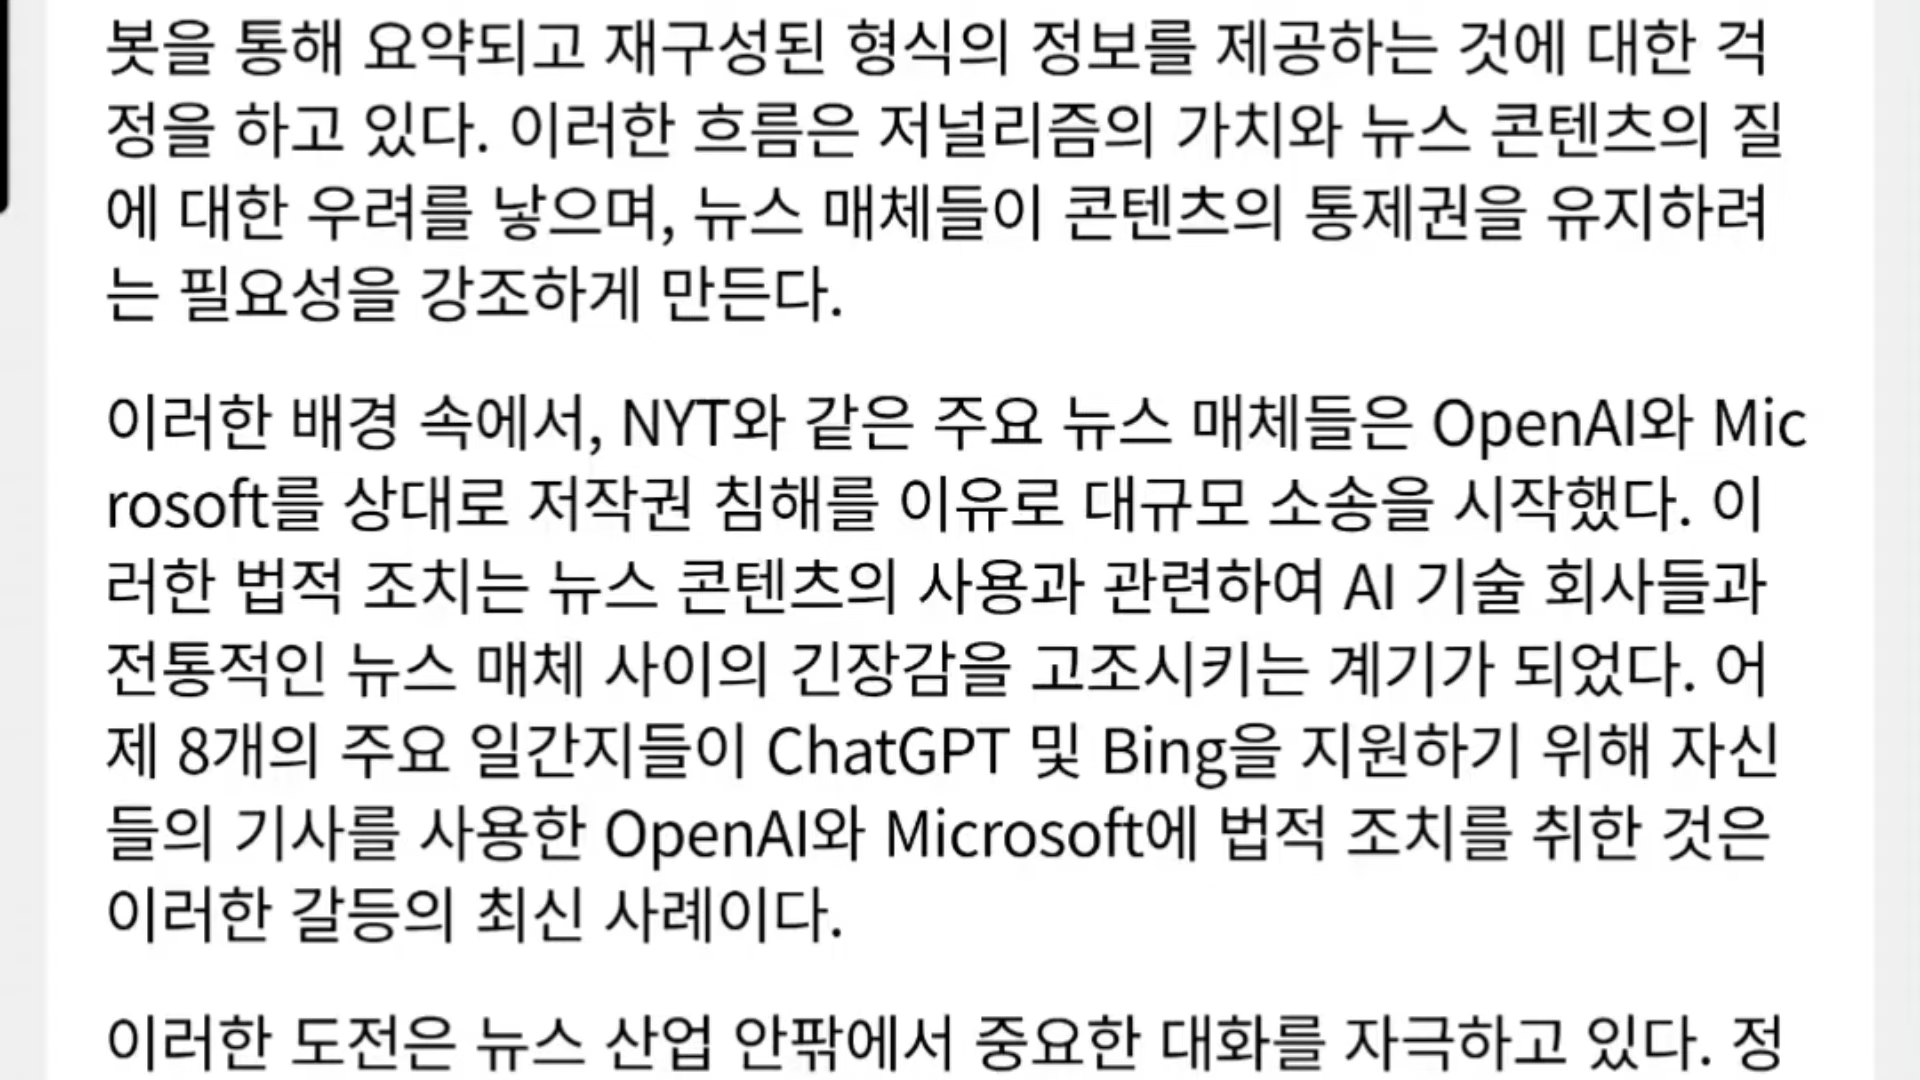 봇을 통해 요약되고 재구성된 형식의 정보를 제공하는 것에 대한 걱
정을 하고 있다. 이러한 흐름은 저널리즘의 가치와 뉴스 콘텐츠의 질
에 대한 우려를 낳으며, 뉴스 매체들이 콘텐츠의 통제권을 유지하려
는 필요성을 강조하게 만든다.
이러한 배경 속에서, NYT와 같은 주요 뉴스 매체들은 OpenAI와 Mic
rosoft를 상대로 저작권 침해를 이유로 대규모 소송을 시작했다. 이
러한 법적 조치는 뉴스 콘텐츠의 사용과 관련하여 AI 기술 회사들과
전통적인 뉴스 매체 사이의 긴장감을 고조시키는 계기가 되었다. 어
제 8개의 주요 일간지들이 ChatGPT 및 Bing을 지원하기 위해 자신
들의 기사를 사용한 OpenAI와 Microsoft에 법적 조치를 취한 것은
이러한 갈등의 최신 사례이다.
이러한 도전은 뉴스 산업 안팎에서 중요한 대화를 자극하고 있다. 정